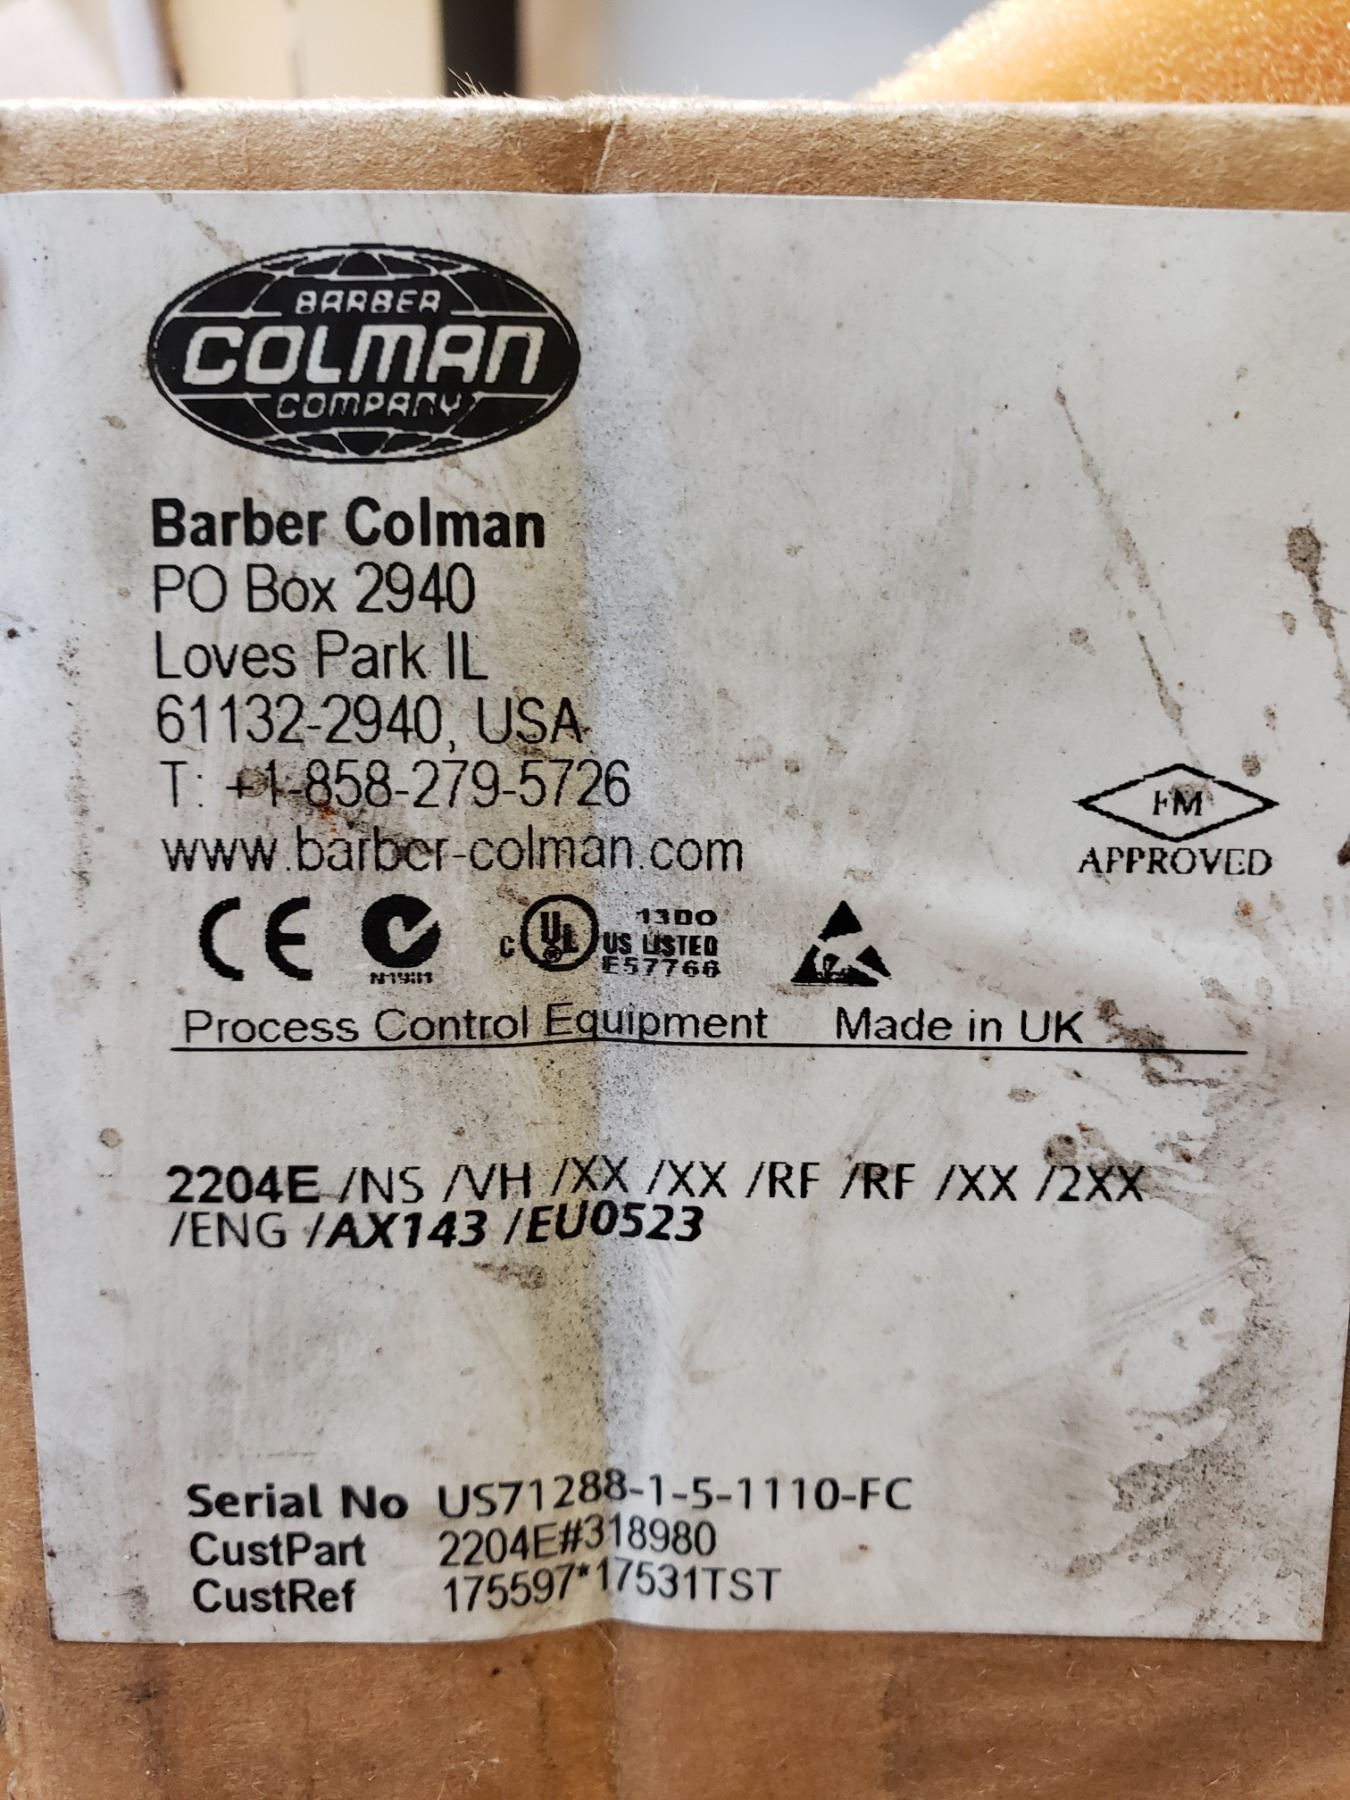 BARBER
COLMAN
COMPANY
Barber Colman
PO Box 2940
Loves Park IL
61132-2940, USA
T: +1-858-279-5726
www.barber-colman.com
FM
APPROVED
CE
C UL ® US LISTED
13DO
E57766
Process Control Equipment Made in UK
2204E /NS /VH /XX /XX /RF /RF /XX /2XX
/ENG /AX143 /EU0523
Serial No US71288-1-5-1110-FC
CustPart 2204E#318980
CustRef 175597*17531TST